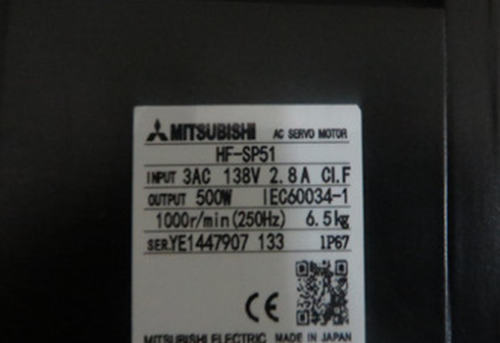 MITSUBISHI AC SERVO MOTOR
HF-SP51
INPUT 3AC 138V 2.8A Cl.F
OUTPUT 500W IEC60034-1
1000r/min(250Hz) 6.5kg
SER.YE1447907 133 IP67
CE
MITSUBISHI ELECTRIC MADE IN JAPAN